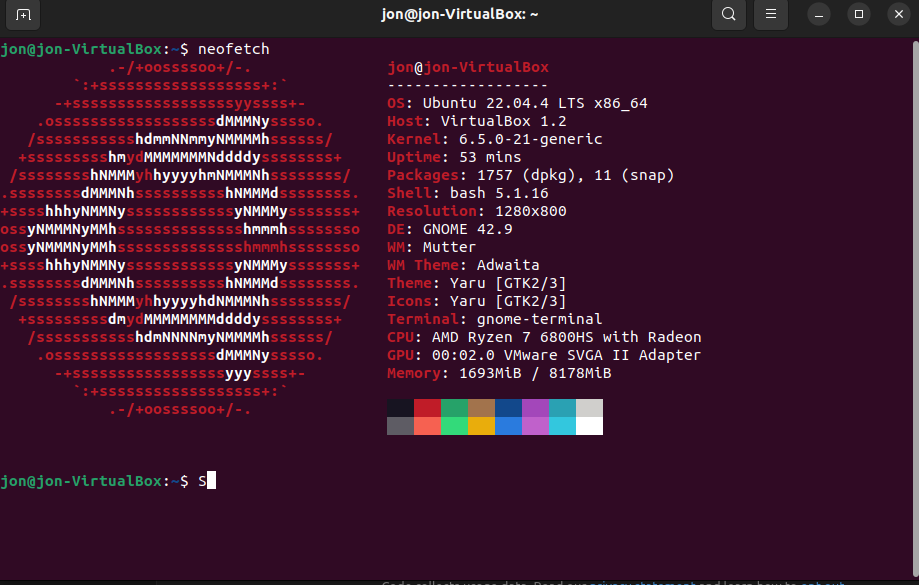 jon@jon-VirtualBox: ~
jon@jon-VirtualBox:~$ neofetch
.-/+oossssoo+/-. jon@jon-VirtualBox
`:+ssssssssssssssssss+:` ------------------
-+ssssssssssssssssssyyssss+- OS: Ubuntu 22.04.4 LTS x86_64
.ossssssssssssssssssdMMMNysssso. Host: VirtualBox 1.2
/ssssssssssshdmmNNmmyNMMMMhssssss/ Kernel: 6.5.0-21-generic
+ssssssssshmydMMMMMMMNddddyssssssss+ Uptime: 53 mins
/sssssssshNMMMyhhyyyyhmNMMMNhssssssss/ Packages: 1757 (dpkg), 11 (snap)
.ssssssssdMMMNhsssssssssshNMMMdssssssss. Shell: bash 5.1.16
+sssshhhyNMMNyssssssssssssyNMMMysssssss+ Resolution: 1280x800
ossyNMMMNyMMhsssssssssssssshmmmhssssssso DE: GNOME 42.9
ossyNMMMNyMMhsssssssssssssshmmmhssssssso WM: Mutter
+sssshhhyNMMNyssssssssssssyNMMMysssssss+ WM Theme: Adwaita
.ssssssssdMMMNhsssssssssshNMMMdssssssss. Theme: Yaru [GTK2/3]
/sssssssshNMMMyhhyyyyhdNMMMNhssssssss/ Icons: Yaru [GTK2/3]
+sssssssssdmydMMMMMMMMddddyssssssss+ Terminal: gnome-terminal
/ssssssssssshdmNNNNmyNMMMMhssssss/ CPU: AMD Ryzen 7 6800HS with Radeon
.ossssssssssssssssssdMMMNysssso. GPU: 00:02.0 VMware SVGA II Adapter
-+sssssssssssssssssyyyssss+- Memory: 1693MiB / 8178MiB
`:+ssssssssssssssssss+:`
.-/+oossssoo+/-.
jon@jon-VirtualBox:~$ S